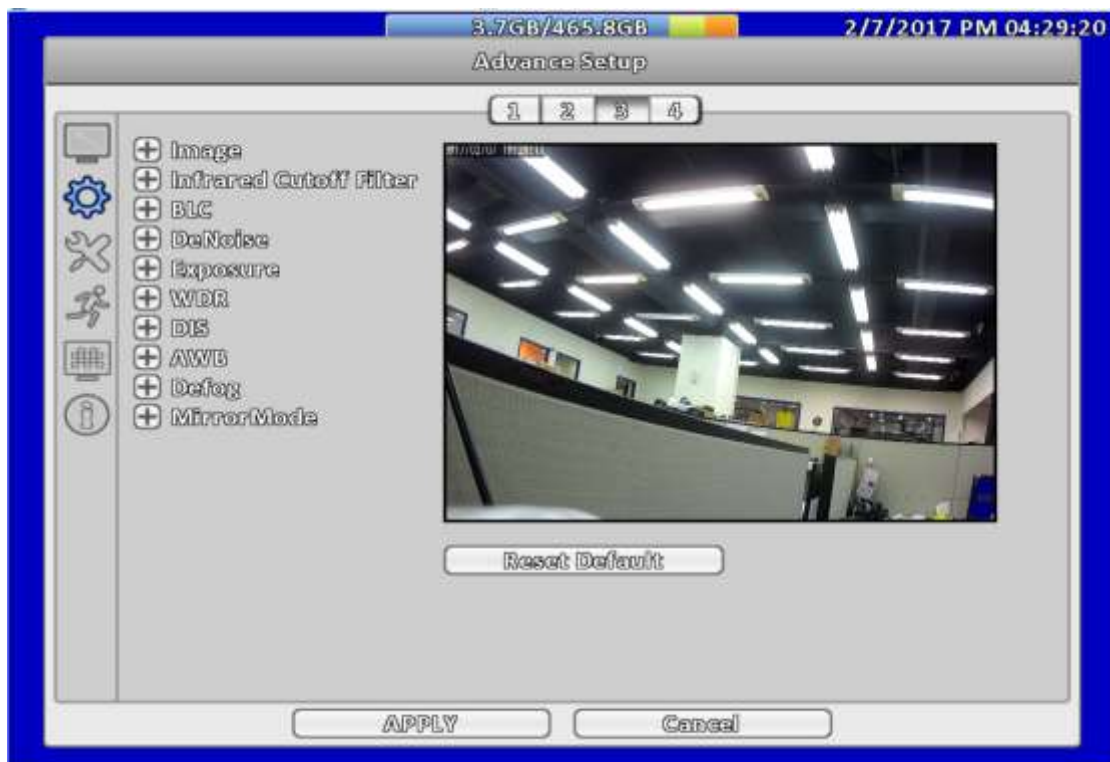 3.7GB/465.8GB
2/7/2017 PM 04:29:20
Advance Setup
1 2 3 4
Image
Infrared Cutoff Filter
BLC
DeNoise
Exposure
WDR
DIS
AWB
Defog
MirrorMode
Reset Default
APPLY Cancel